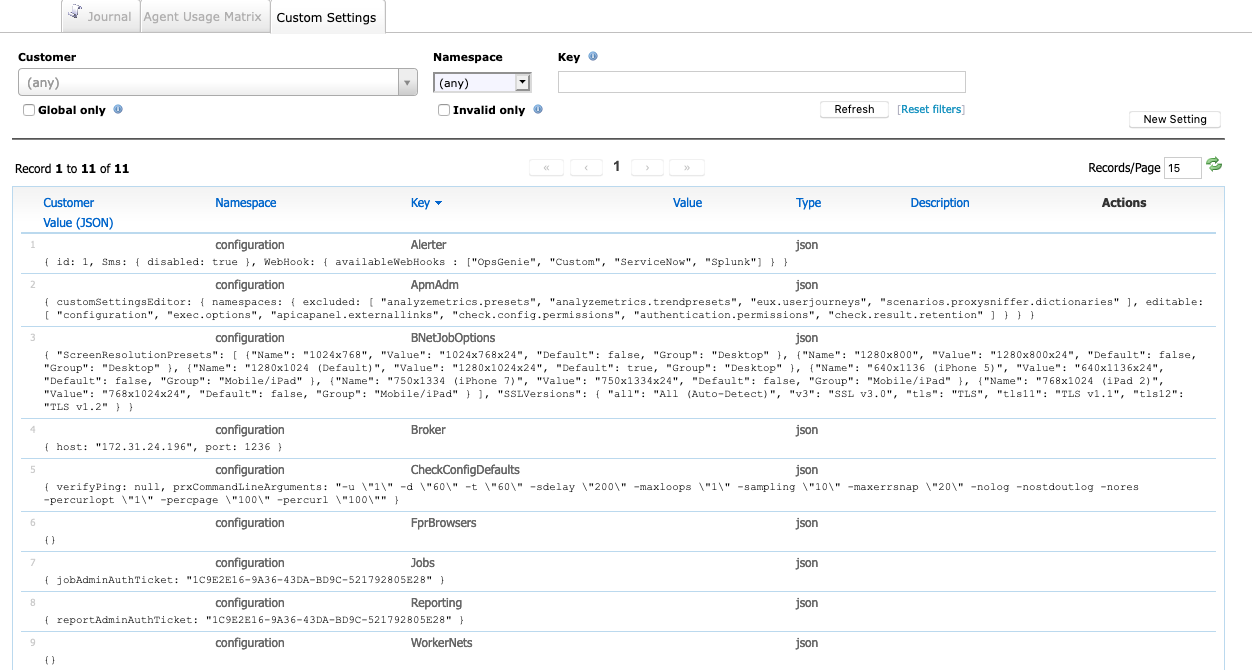 Journal Agent Usage Matrix Custom Settings
Customer Namespace Key
(any) (any)
Global only Invalid only Refresh [Reset filters]
New Setting
Record 1 to 11 of 11 « ‹ 1 › » Records/Page 15
Customer Namespace Key Value Type Description Actions
Value (JSON)
1 configuration Alerter json
{ id: 1, Sms: { disabled: true }, WebHook: { availableWebHooks : ["OpsGenie", "Custom", "ServiceNow", "Splunk"] } }
2 configuration ApmAdm json
{ customSettingsEditor: { namespaces: { excluded: [ "analyzemetrics.presets", "analyzemetrics.trendpresets", "eux.userjourneys", "scenarios.proxysniffer.dictionaries" ], editable:
[ "configuration", "exec.options", "apicapanel.externallinks", "check.config.permissions", "authentication.permissions", "check.result.retention" ] } } }
3 configuration BNetJobOptions json
{ "ScreenResolutionPresets": [ {"Name": "1024x768", "Value": "1024x768x24", "Default": false, "Group": "Desktop" }, {"Name": "1280x800", "Value": "1280x800x24", "Default": false,
"Group": "Desktop" }, {"Name": "1280x1024 (Default)", "Value": "1280x1024x24", "Default": true, "Group": "Desktop" }, {"Name": "640x1136 (iPhone 5)", "Value": "640x1136x24",
"Default": false, "Group": "Mobile/iPad" }, {"Name": "750x1334 (iPhone 7)", "Value": "750x1334x24", "Default": false, "Group": "Mobile/iPad" }, {"Name": "768x1024 (iPad 2)",
"Value": "768x1024x24", "Default": false, "Group": "Mobile/iPad" } ], "SSLVersions": { "all": "All (Auto-Detect)", "v3": "SSL v3.0", "tls": "TLS", "tls11": "TLS v1.1", "tls12":
"TLS v1.2" } }
4 configuration Broker json
{ host: "172.31.24.196", port: 1236 }
5 configuration CheckConfigDefaults json
{ verifyPing: null, prxCommandLineArguments: "-u \"1\" -d \"60\" -t \"60\" -sdelay \"200\" -maxloops \"1\" -sampling \"10\" -maxerrsnap \"20\" -nolog -nostdoutlog -nores
-percurlopt \"1\" -percpage \"100\" -percurl \"100\"" }
6 configuration FprBrowsers json
{}
7 configuration Jobs json
{ jobAdminAuthTicket: "1C9E2E16-9A36-43DA-BD9C-521792805E28" }
8 configuration Reporting json
{ reportAdminAuthTicket: "1C9E2E16-9A36-43DA-BD9C-521792805E28" }
9 configuration WorkerNets json
{}